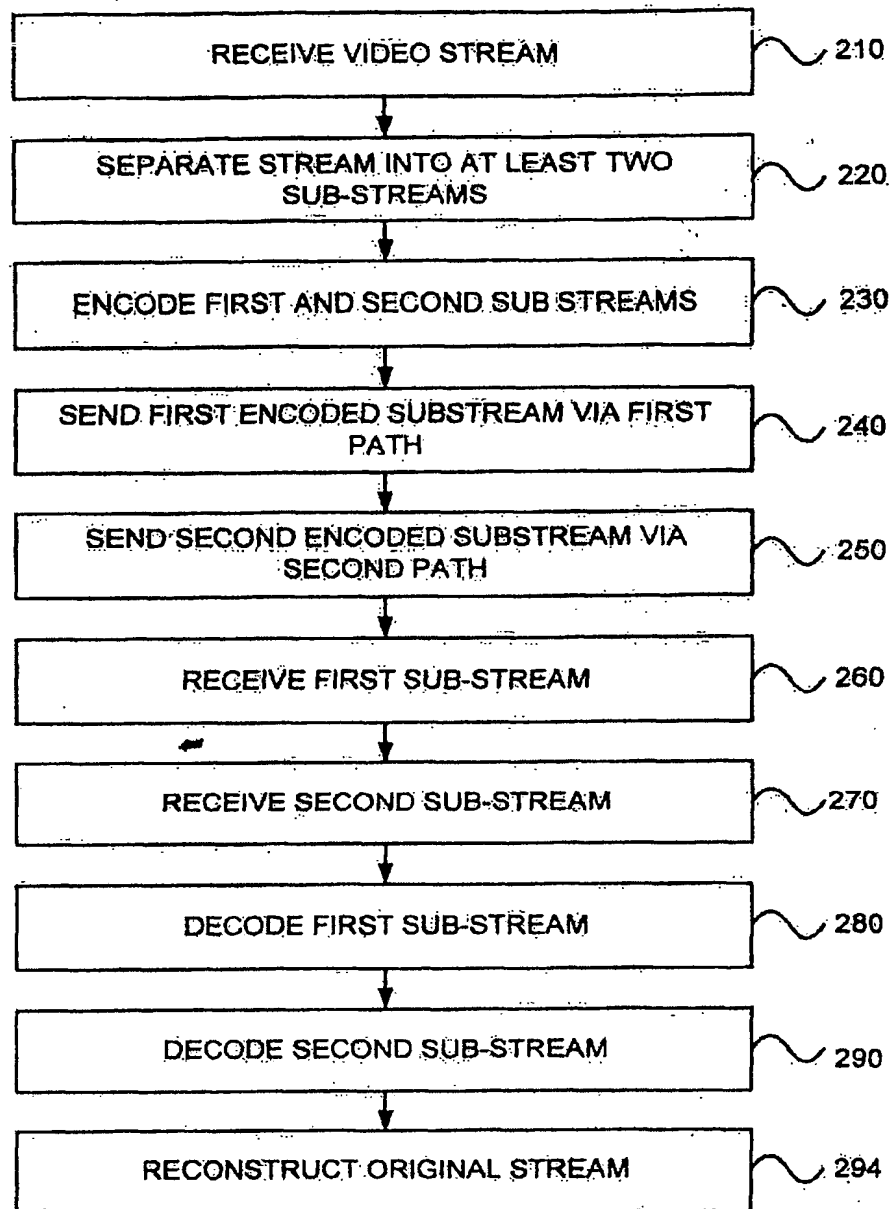 RECEIVE VIDEO STREAM
210
SEPARATE STREAM INTO AT LEAST TWO
SUB-STREAMS
220
ENCODE FIRST AND SECOND SUB STREAMS
230
SEND FIRST ENCODED SUBSTREAM VIA FIRST
PATH
240
SEND SECOND ENCODED SUBSTREAM VIA
SECOND PATH
250
RECEIVE FIRST SUB-STREAM
260
RECEIVE SECOND SUB-STREAM
270
DECODE FIRST SUB-STREAM
280
DECODE SECOND SUB-STREAM
290
RECONSTRUCT ORIGINAL STREAM
294